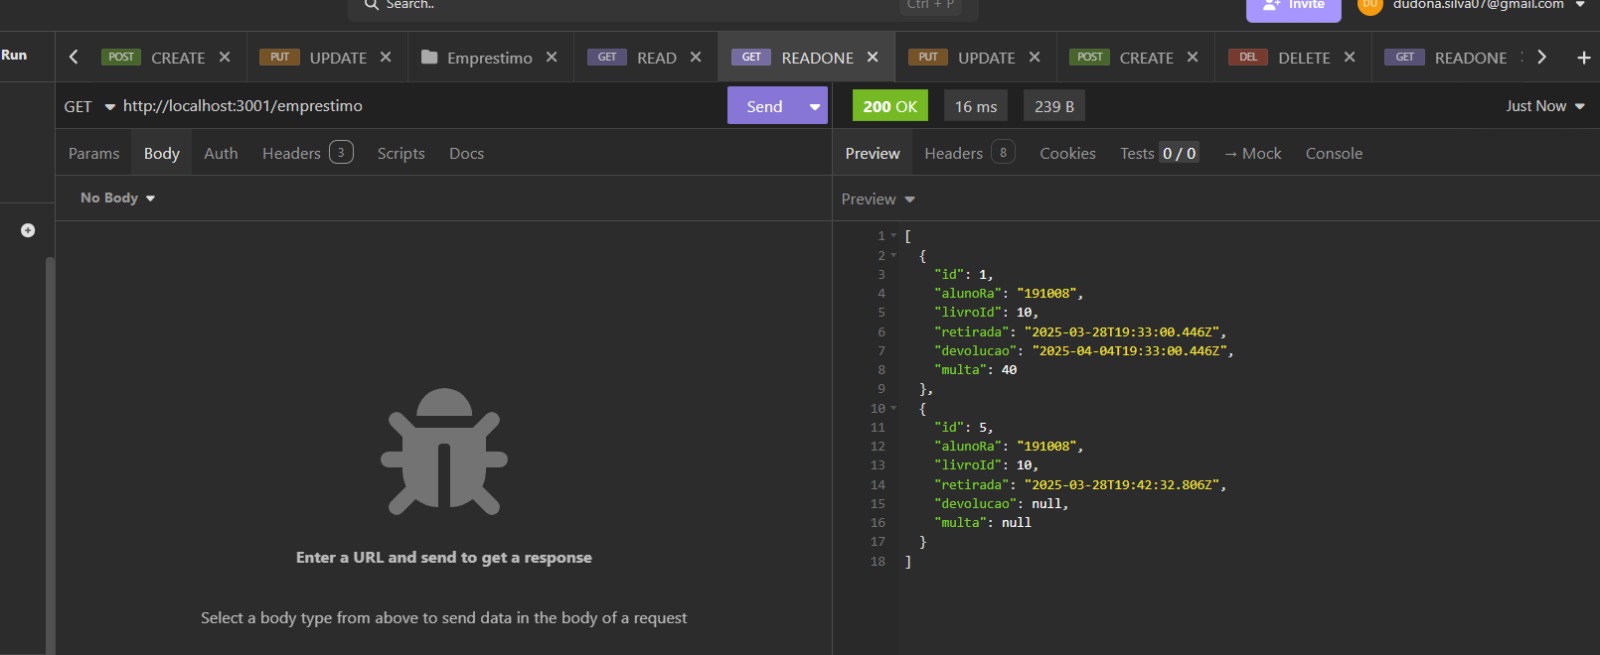 Search..
Ctrl + P
Invite
DU
dudona.silva07@gmail.com
Run
POST CREATE
PUT UPDATE
Emprestimo
GET READ
GET READONE
PUT UPDATE
POST CREATE
DEL DELETE
GET READONE
GET http://localhost:3001/emprestimo
Send
200 OK
16 ms
239 B
Just Now
Params
Body
Auth
Headers 3
Scripts
Docs
Preview
Headers 8
Cookies
Tests 0 / 0
→ Mock
Console
No Body
Preview
1 [
2 {
3 "id": 1,
4 "alunoRa": "191008",
5 "livroId": 10,
6 "retirada": "2025-03-28T19:33:00.446Z",
7 "devolucao": "2025-04-04T19:33:00.446Z",
8 "multa": 40
9 },
10 {
11 "id": 5,
12 "alunoRa": "191008",
13 "livroId": 10,
14 "retirada": "2025-03-28T19:42:32.806Z",
15 "devolucao": null,
16 "multa": null
17 }
18 ]
Enter a URL and send to get a response
Select a body type from above to send data in the body of a request